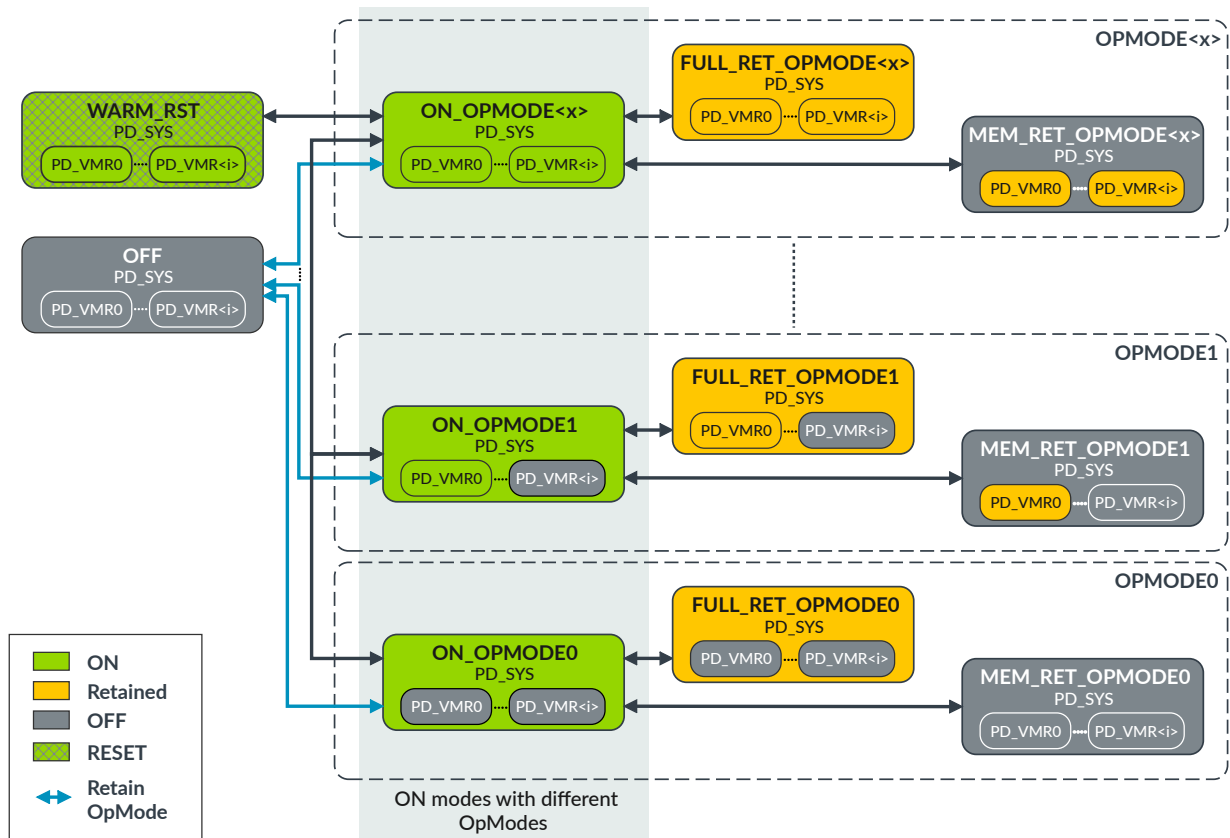 OPMODE<x>
FULL_RET_OPMODE<x>
PD_SYS
PD_VMR0 ···· PD_VMR<i>
WARM_RST
PD_SYS
PD_VMR0 ···· PD_VMR<i>
ON_OPMODE<x>
PD_SYS
PD_VMR0 ···· PD_VMR<i>
MEM_RET_OPMODE<x>
PD_SYS
PD_VMR0 ···· PD_VMR<i>
OFF
PD_SYS
PD_VMR0 ···· PD_VMR<i>
OPMODE1
FULL_RET_OPMODE1
PD_SYS
PD_VMR0 ···· PD_VMR<i>
ON_OPMODE1
PD_SYS
PD_VMR0 ···· PD_VMR<i>
MEM_RET_OPMODE1
PD_SYS
PD_VMR0 ···· PD_VMR<i>
OPMODE0
FULL_RET_OPMODE0
PD_SYS
PD_VMR0 ···· PD_VMR<i>
ON_OPMODE0
PD_SYS
PD_VMR0 ···· PD_VMR<i>
MEM_RET_OPMODE0
PD_SYS
PD_VMR0 ···· PD_VMR<i>
ON
Retained
OFF
RESET
Retain
OpMode
ON modes with different
OpModes